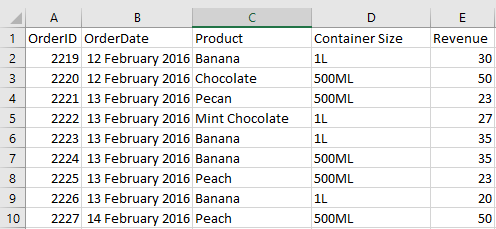 A B C D E
1 OrderID OrderDate Product Container Size Revenue
2 2219 12 February 2016 Banana 1L 30
3 2220 12 February 2016 Chocolate 500ML 50
4 2221 13 February 2016 Pecan 500ML 23
5 2222 13 February 2016 Mint Chocolate 1L 27
6 2223 13 February 2016 Banana 1L 35
7 2224 13 February 2016 Banana 500ML 35
8 2225 13 February 2016 Peach 500ML 23
9 2226 13 February 2016 Banana 1L 20
10 2227 14 February 2016 Peach 500ML 50